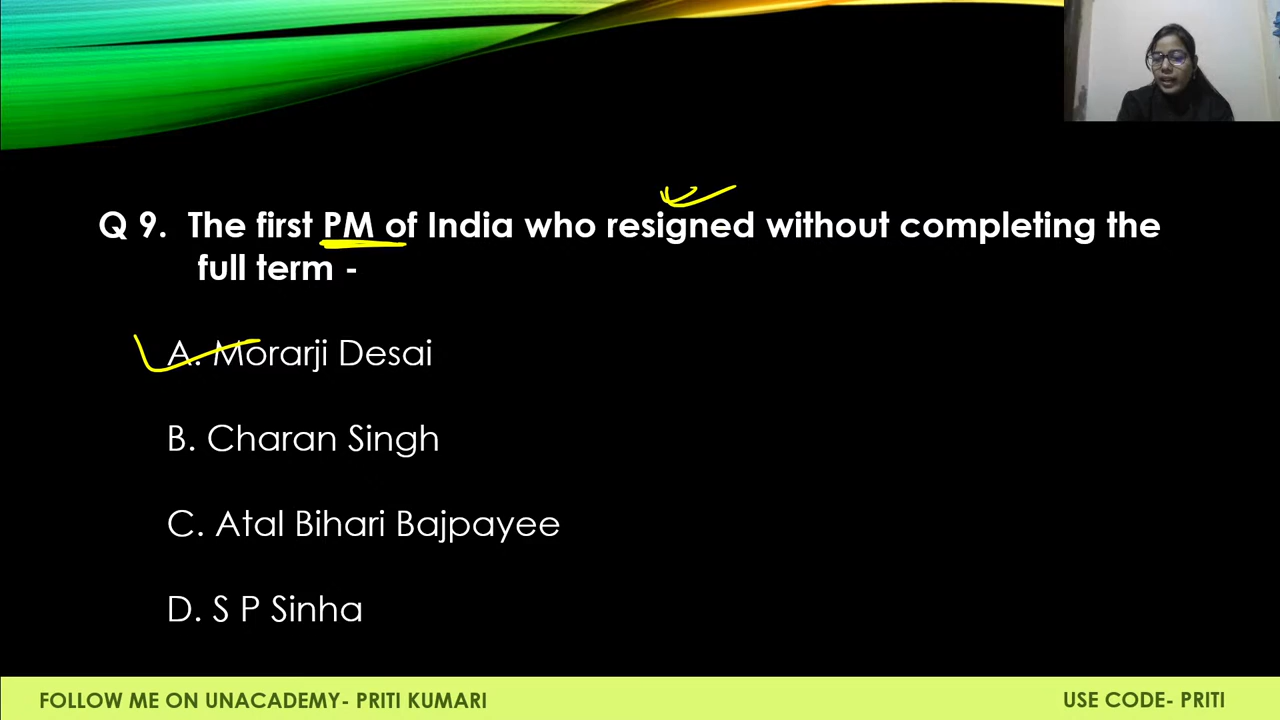 Q 9. The first PM of India who resigned without completing the
full term -
A. Morarji Desai
B. Charan Singh
C. Atal Bihari Bajpayee
D. S P Sinha
FOLLOW ME ON UNACADEMY- PRITI KUMARI
USE CODE- PRITI